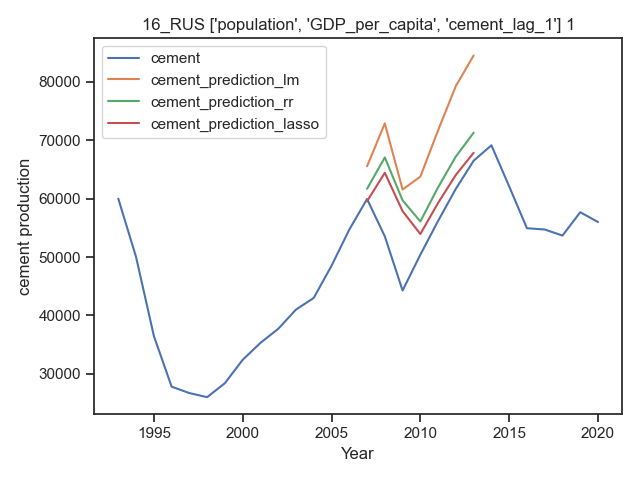 16_RUS ['population', 'GDP_per_capita', 'cement_lag_1'] 1
cement
cement_prediction_lm
cement_prediction_rr
cement_prediction_lasso
80000
70000
60000
50000
40000
30000
cement production
1995
2000
2005
2010
2015
2020
Year